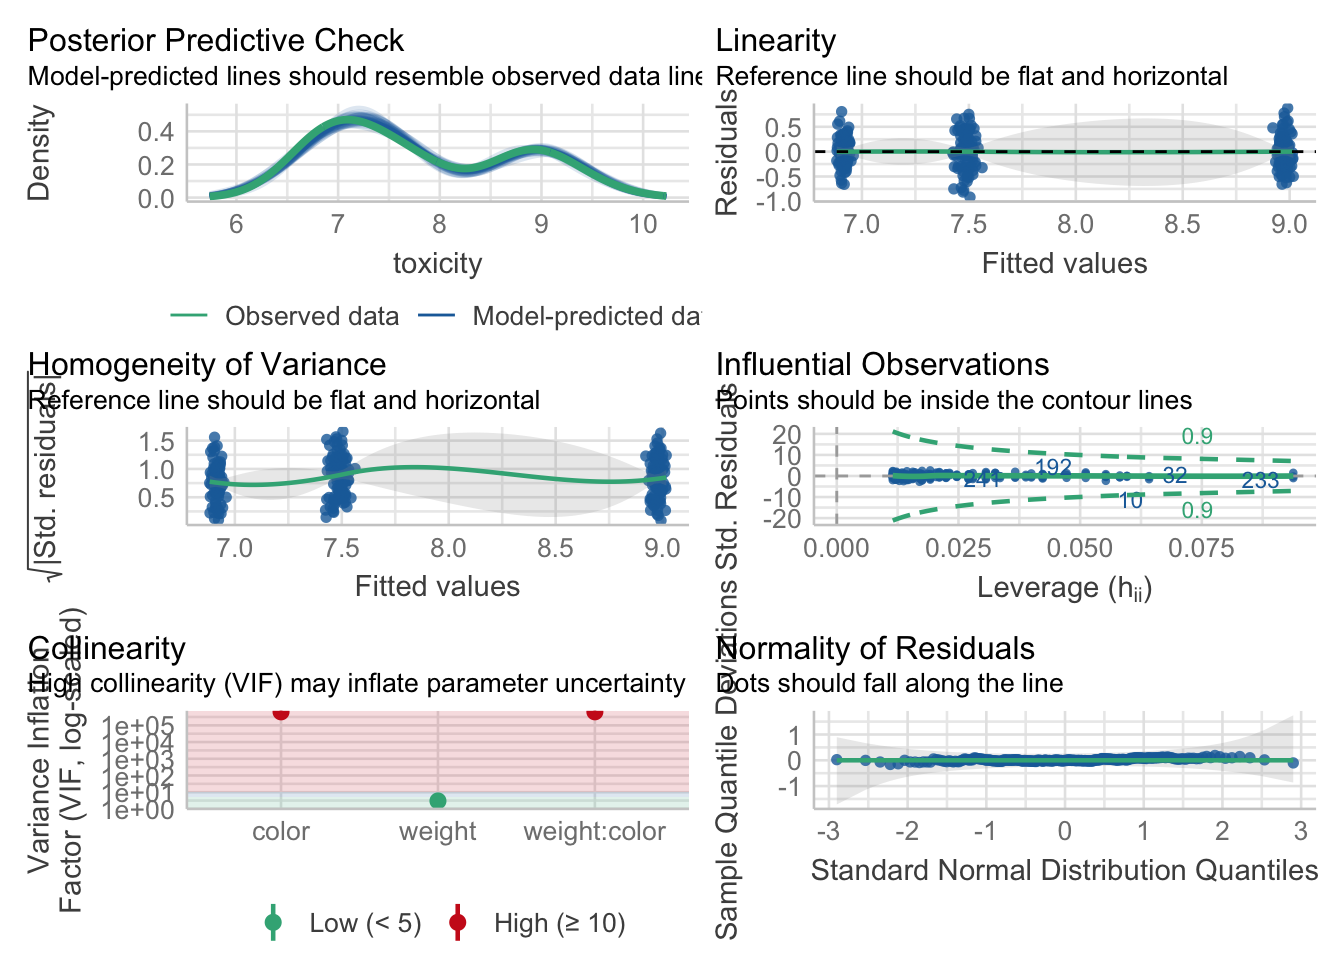 Posterior Predictive Check
Model-predicted lines should resemble observed data line
Density
0.4
0.2
0.0
6 7 8 9 10
toxicity
Observed data Model-predicted da
Linearity
Reference line should be flat and horizontal
Residuals
0.5
0.0
-0.5
-1.0
7.0 7.5 8.0 8.5 9.0
Fitted values
Homogeneity of Variance
Reference line should be flat and horizontal
√|Std. residuals|
1.5
1.0
0.5
7.0 7.5 8.0 8.5 9.0
Fitted values
Influential Observations
Points should be inside the contour lines
Std. Residuals
20
10
0
-10
-20
0.9
192
241
32
233
10
0.9
0.000 0.025 0.050 0.075
Leverage (hii)
Collinearity
High collinearity (VIF) may inflate parameter uncertainty
Variance Inflation
Factor (VIF, log-scaled)
1e+05
1e+04
1e+03
1e+02
1e+01
1e+00
color weight weight:color
Low (< 5) High (≥ 10)
Normality of Residuals
Dots should fall along the line
Sample Quantile Deviations
1
0
-1
-3 -2 -1 0 1 2 3
Standard Normal Distribution Quantiles